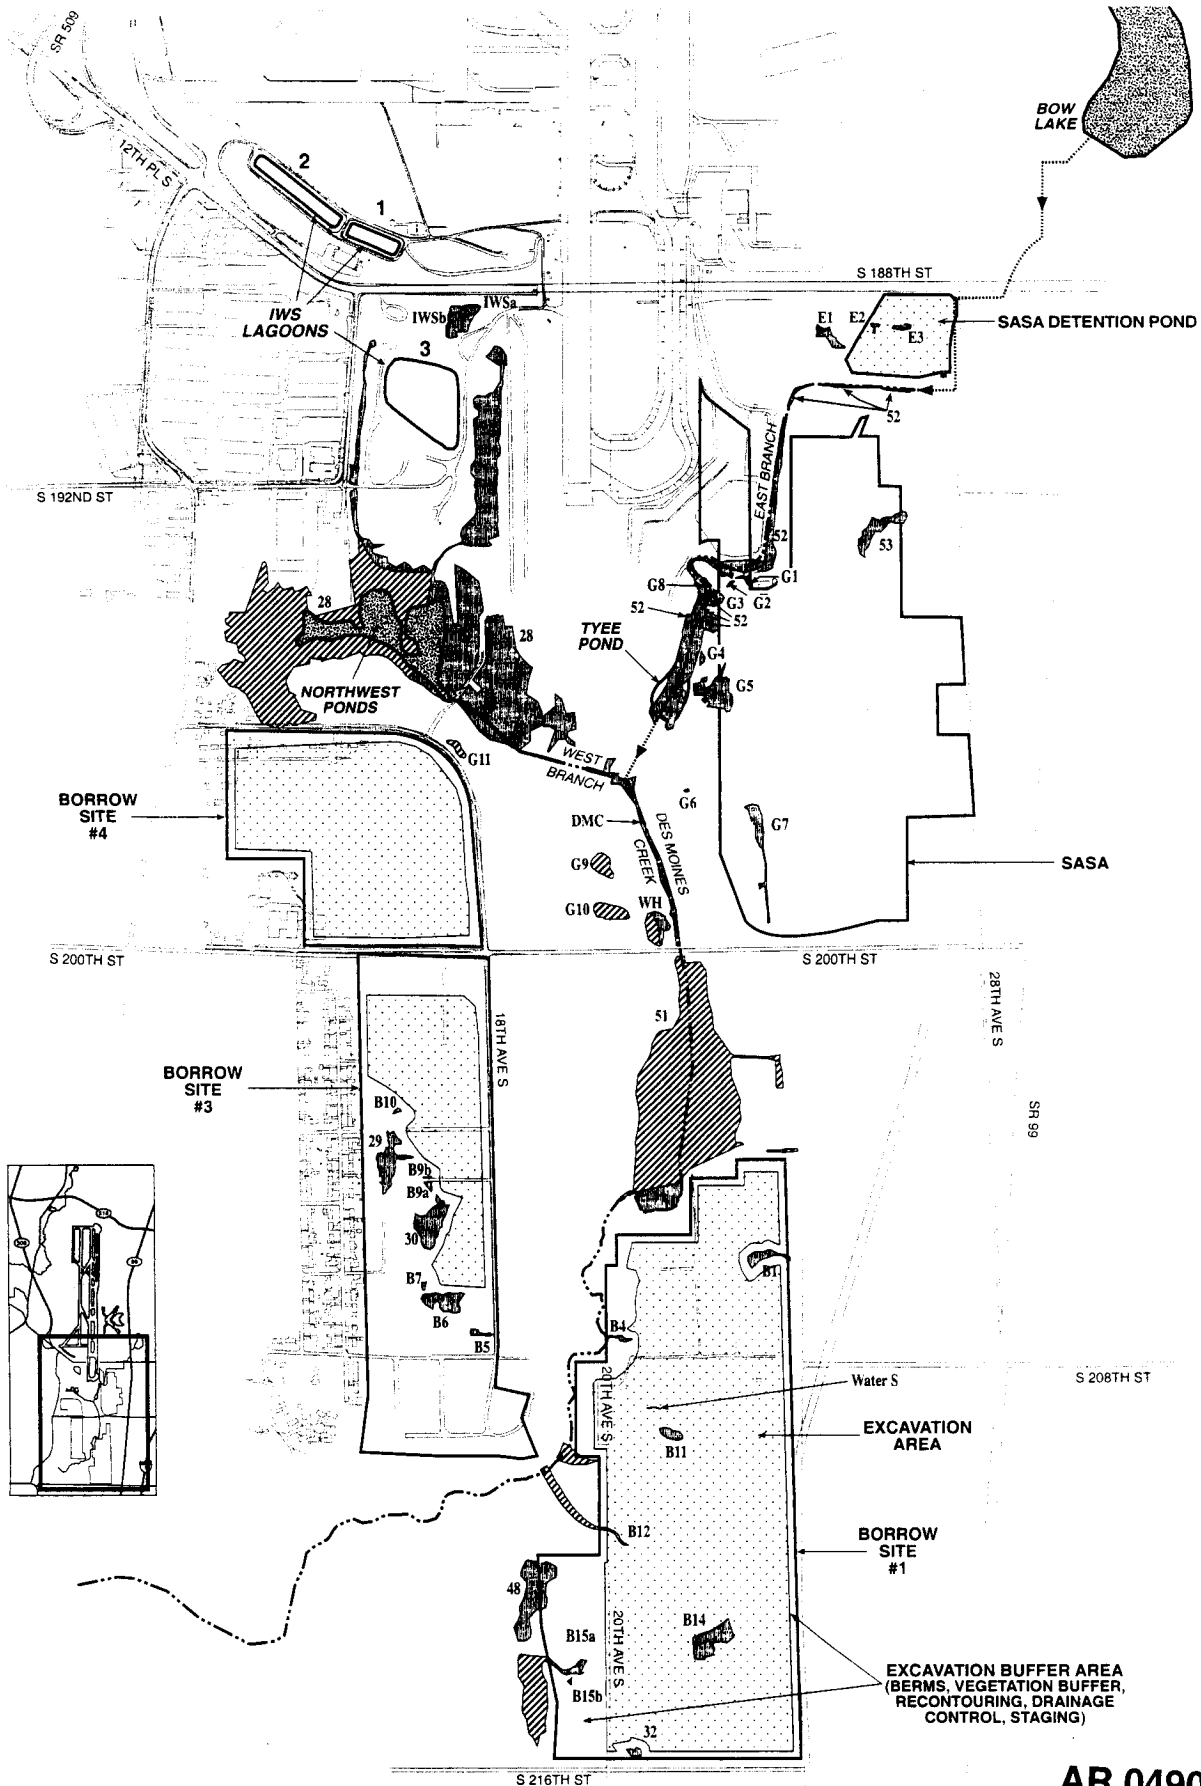 SR 509
BOW
LAKE
12TH PL S
2
1
S 188TH ST
IWS
LAGOONS
IWSb
IWSa
3
E1
E2
E3
SASA DETENTION POND
52
EAST BRANCH
S 192ND ST
52
53
G1
G8
G3
G2
28
52
52
TYEE
POND
28
G4
G5
NORTHWEST
PONDS
G11
WEST
BRANCH
BORROW
SITE
#4
G6
DMC
DES MOINES
CREEK
G7
G9
SASA
G10
WH
S 200TH ST
S 200TH ST
28TH AVE S
51
18TH AVE S
BORROW
SITE
#3
B10
SR 99
29
B9b
B9a
30
B1
B7
B6
B4
B5
S 208TH ST
20TH AVE S
Water S
EXCAVATION
AREA
B11
B12
BORROW
SITE
#1
48
B14
20TH AVE S
B15a
EXCAVATION BUFFER AREA
(BERMS, VEGETATION BUFFER,
RECONTOURING, DRAINAGE
CONTROL, STAGING)
B15b
32
S 216TH ST
AR 0490